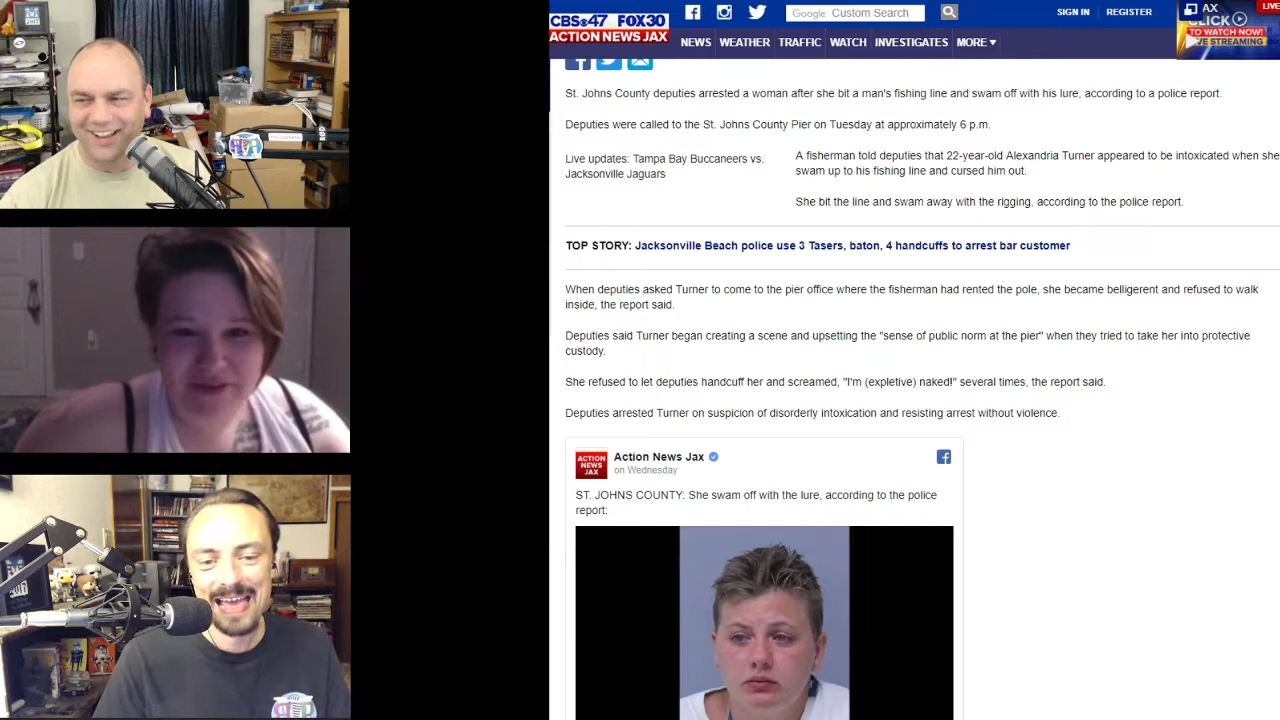 CBS 47 FOX30
ACTION NEWS JAX
Google Custom Search
SIGN IN REGISTER
NEWS WEATHER TRAFFIC WATCH INVESTIGATES MORE
AX
LIVE
CLICK
TO WATCH NOW!
LIVE STREAMING
St. Johns County deputies arrested a woman after she bit a man's fishing line and swam off with his lure, according to a police report.
Deputies were called to the St. Johns County Pier on Tuesday at approximately 6 p.m.
Live updates: Tampa Bay Buccaneers vs.
Jacksonville Jaguars
A fisherman told deputies that 22-year-old Alexandria Turner appeared to be intoxicated when she
swam up to his fishing line and cursed him out.
She bit the line and swam away with the rigging, according to the police report.
TOP STORY: Jacksonville Beach police use 3 Tasers, baton, 4 handcuffs to arrest bar customer
When deputies asked Turner to come to the pier office where the fisherman had rented the pole, she became belligerent and refused to walk
inside, the report said.
Deputies said Turner began creating a scene and upsetting the "sense of public norm at the pier" when they tried to take her into protective
custody.
She refused to let deputies handcuff her and screamed, "I'm (expletive) naked!" several times, the report said.
Deputies arrested Turner on suspicion of disorderly intoxication and resisting arrest without violence.
ACTION
NEWS
JAX
Action News Jax
on Wednesday
ST. JOHNS COUNTY: She swam off with the lure, according to the police
report: